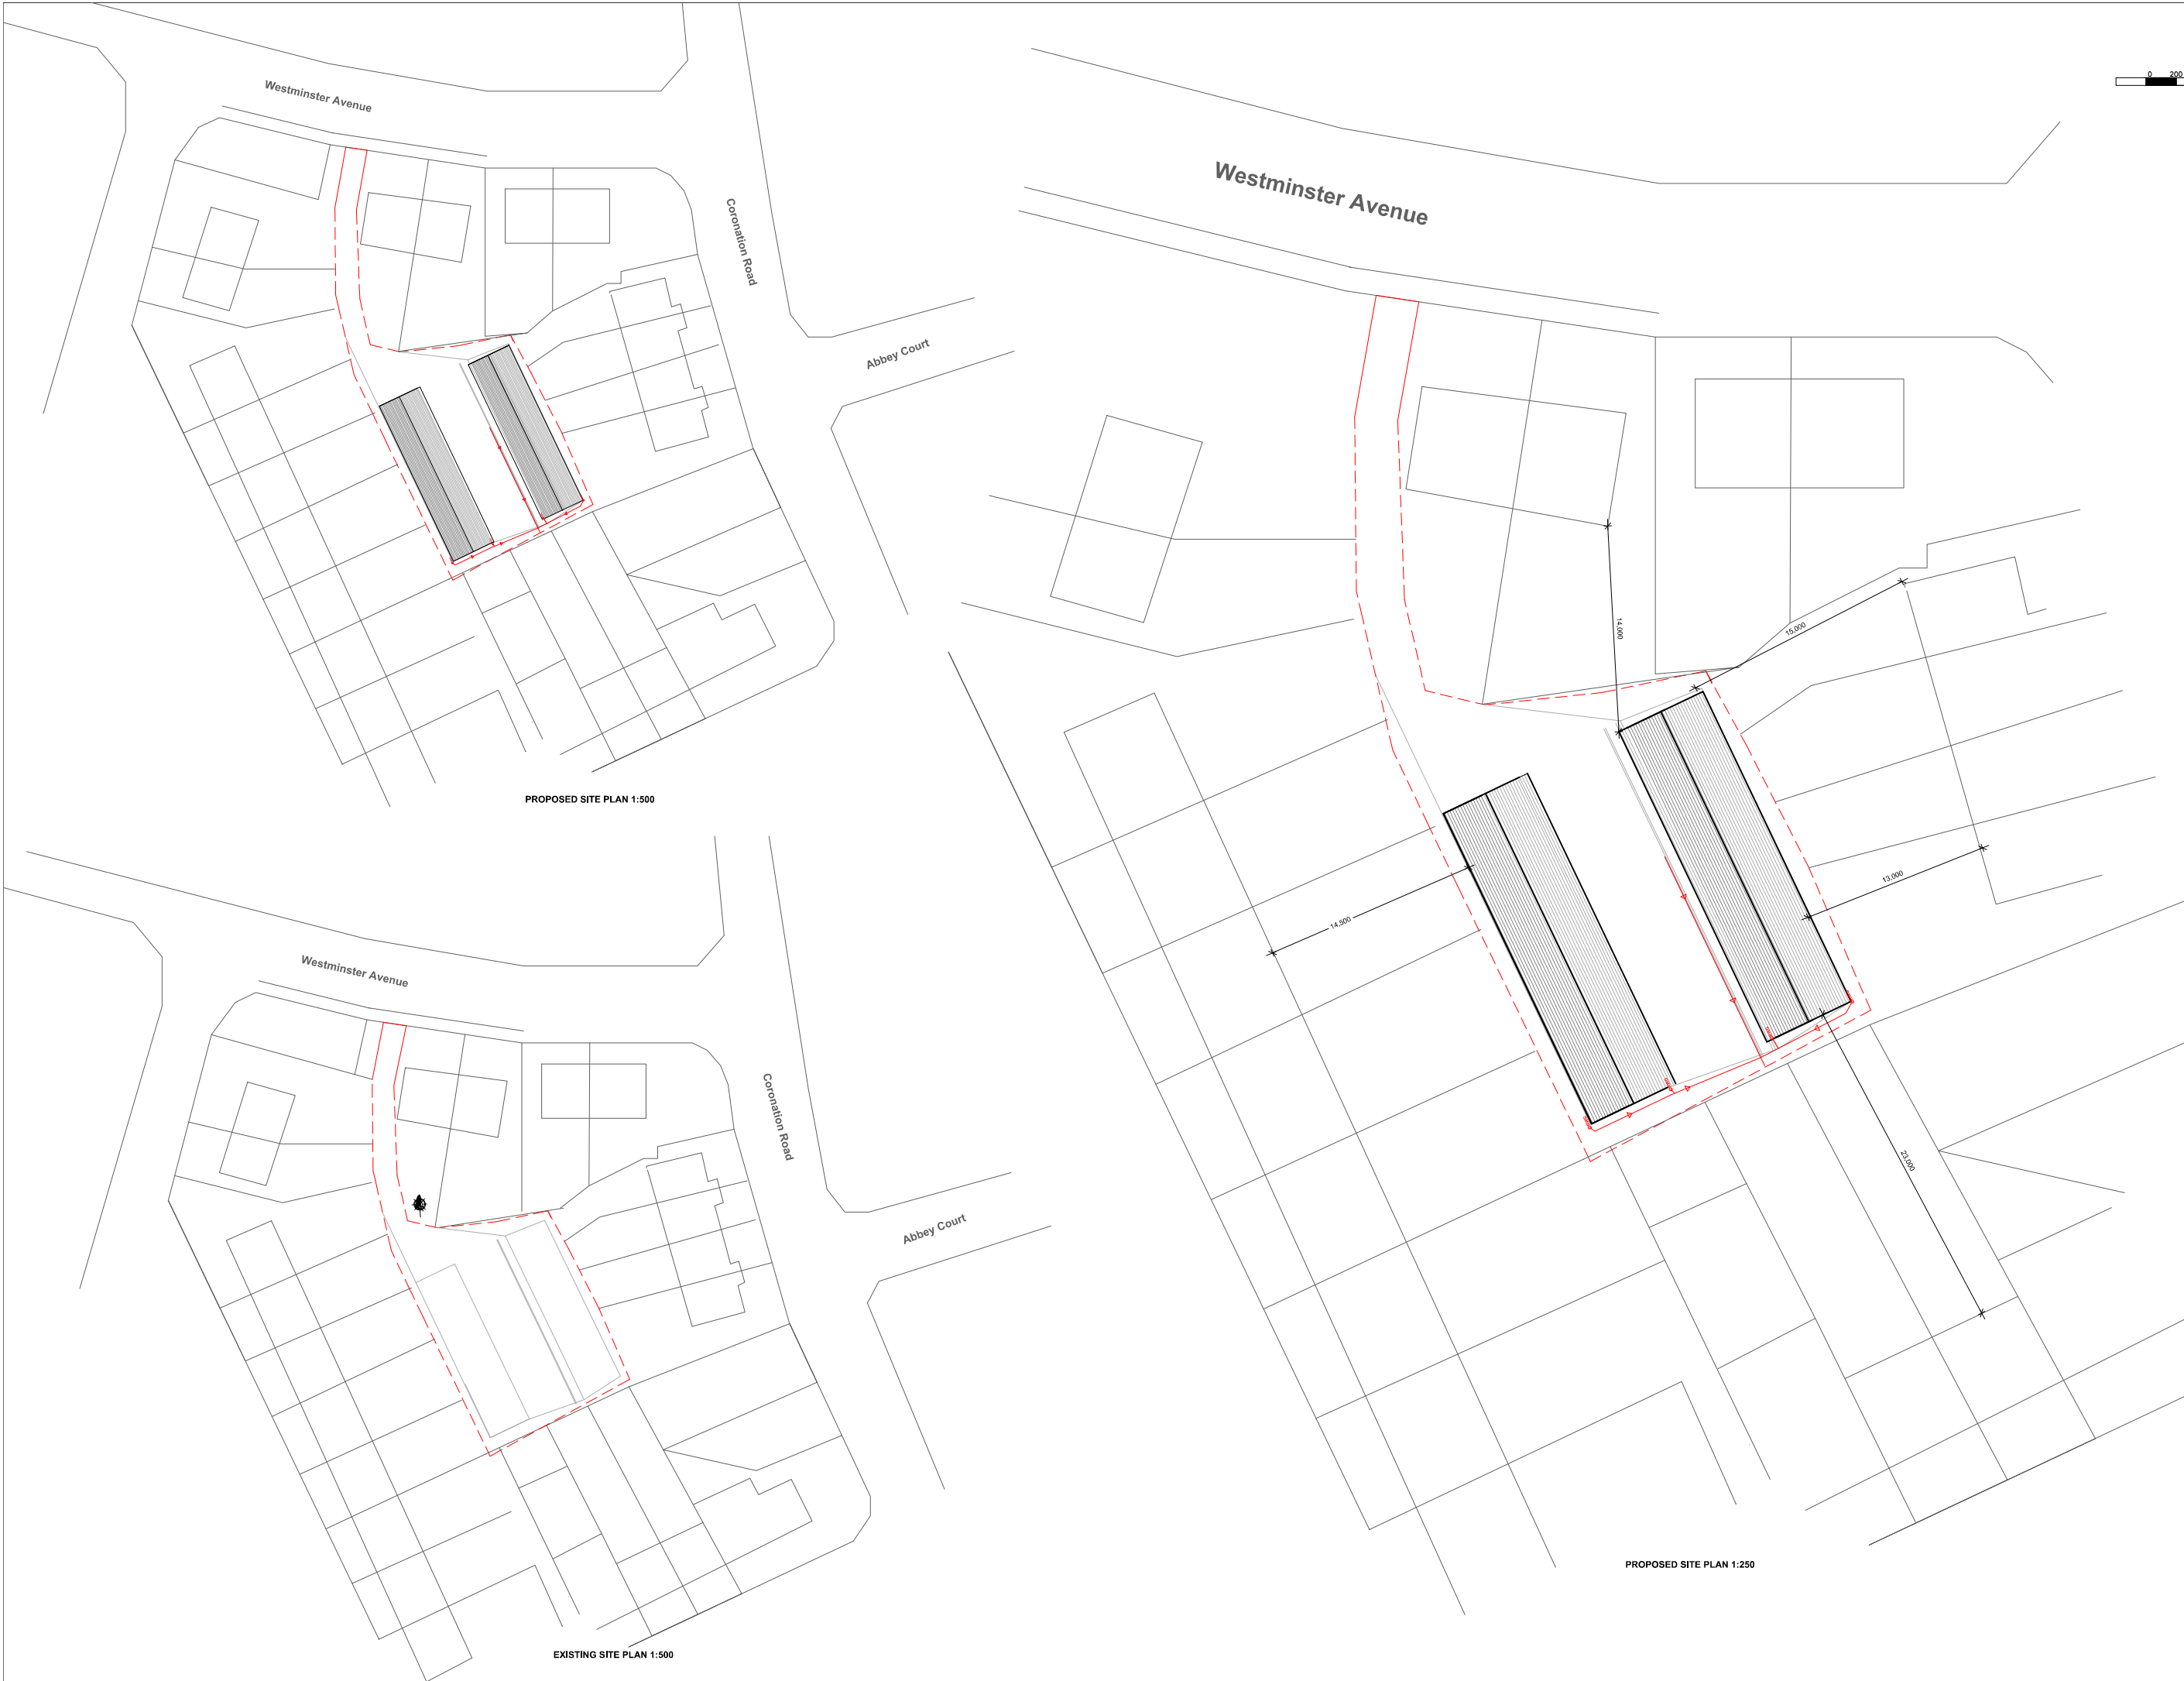 Westminster Avenue
Coronation Road
Abbey Court
PROPOSED SITE PLAN 1:500
Westminster Avenue
Coronation Road
Abbey Court
EXISTING SITE PLAN 1:500
0 200
Westminster Avenue
14,000
15,000
14,500
13,000
23,000
PROPOSED SITE PLAN 1:250